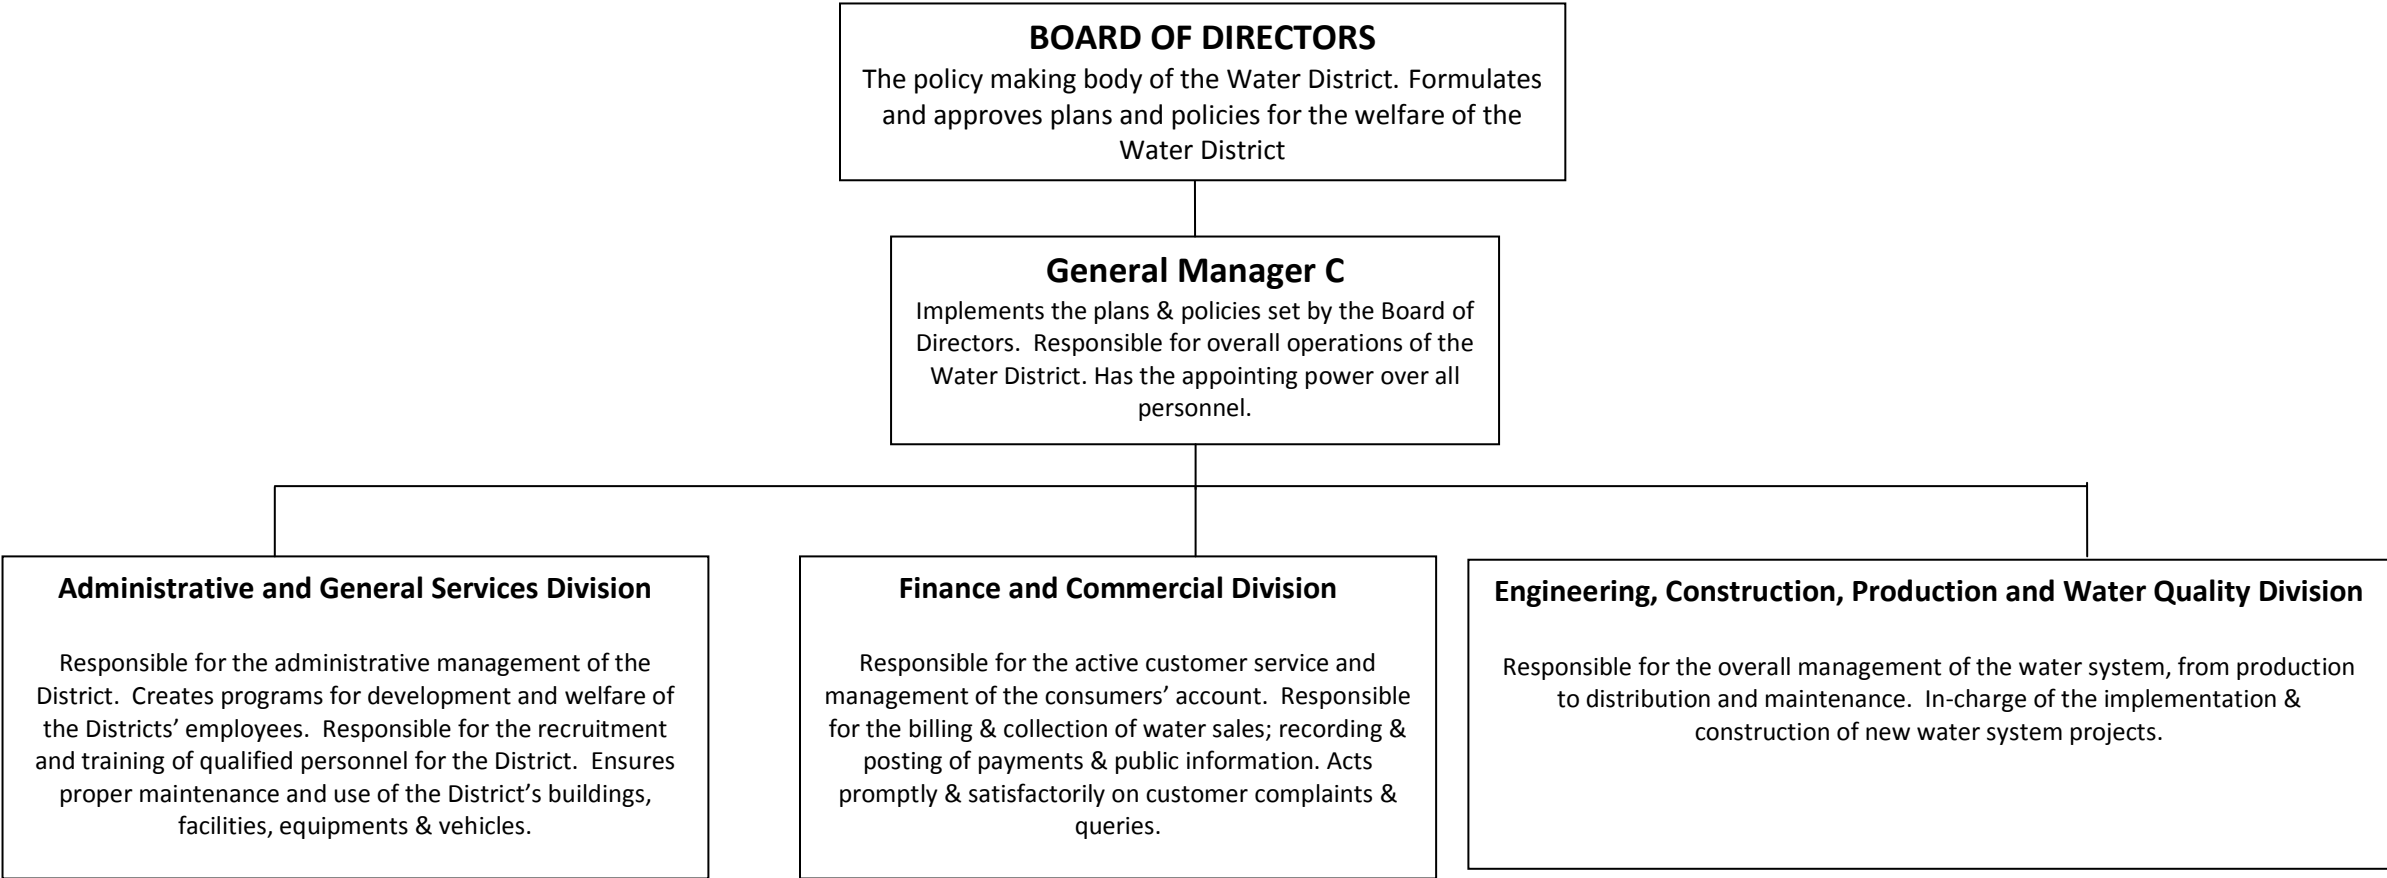 BOARD OF DIRECTORS
The policy making body of the Water District. Formulates
and approves plans and policies for the welfare of the
Water District
General Manager C
Implements the plans & policies set by the Board of
Directors.  Responsible for overall operations of the
Water District. Has the appointing power over all
personnel.
Administrative and General Services Division
Responsible for the administrative management of the
District.  Creates programs for development and welfare of
the Districts’ employees.  Responsible for the recruitment
and training of qualified personnel for the District.  Ensures
proper maintenance and use of the District’s buildings,
facilities, equipments & vehicles.
Finance and Commercial Division
Responsible for the active customer service and
management of the consumers’ account.  Responsible
for the billing & collection of water sales; recording &
posting of payments & public information. Acts
promptly & satisfactorily on customer complaints &
queries.
Engineering, Construction, Production and Water Quality Division
Responsible for the overall management of the water system, from production
to distribution and maintenance.  In-charge of the implementation &
construction of new water system projects.